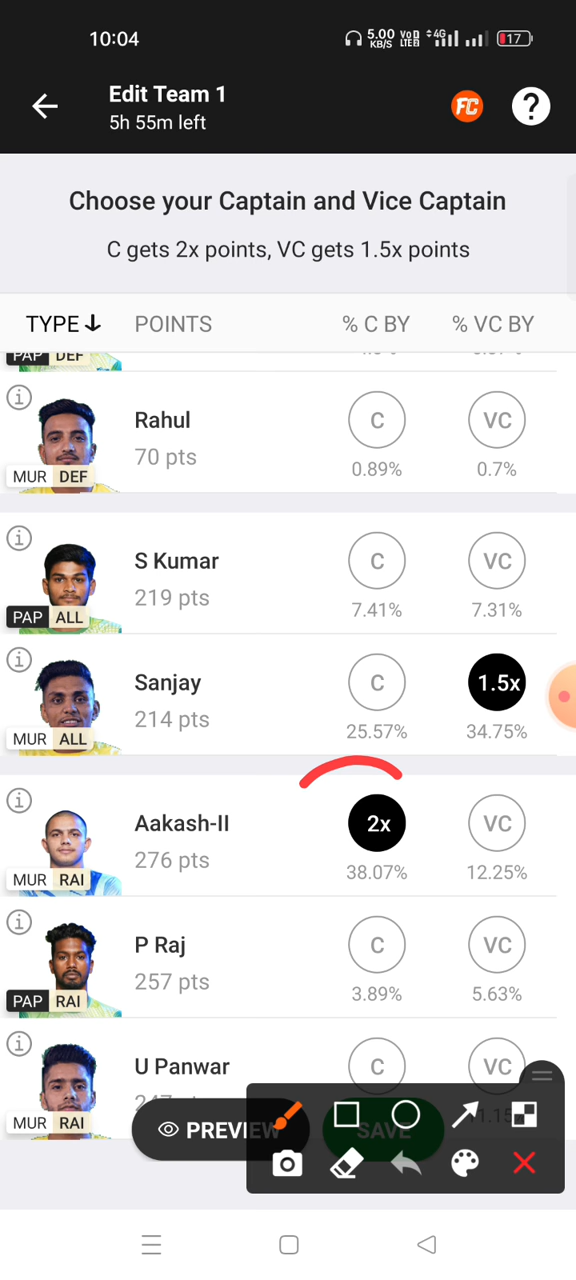 10:04
5.00 KB/S VoD LTE2 4G 17
Edit Team 1
5h 55m left
FC ?
Choose your Captain and Vice Captain
C gets 2x points, VC gets 1.5x points
TYPE POINTS % C BY % VC BY
PAP DEF
Rahul C VC
70 pts
MUR DEF 0.89% 0.7%
S Kumar C VC
219 pts
PAP ALL 7.41% 7.31%
Sanjay C 1.5x
214 pts
MUR ALL 25.57% 34.75%
Aakash-II 2x VC
276 pts
MUR RAI 38.07% 12.25%
P Raj C VC
257 pts
PAP RAI 3.89% 5.63%
U Panwar C VC
MUR RAI
PREVIEW SAVE